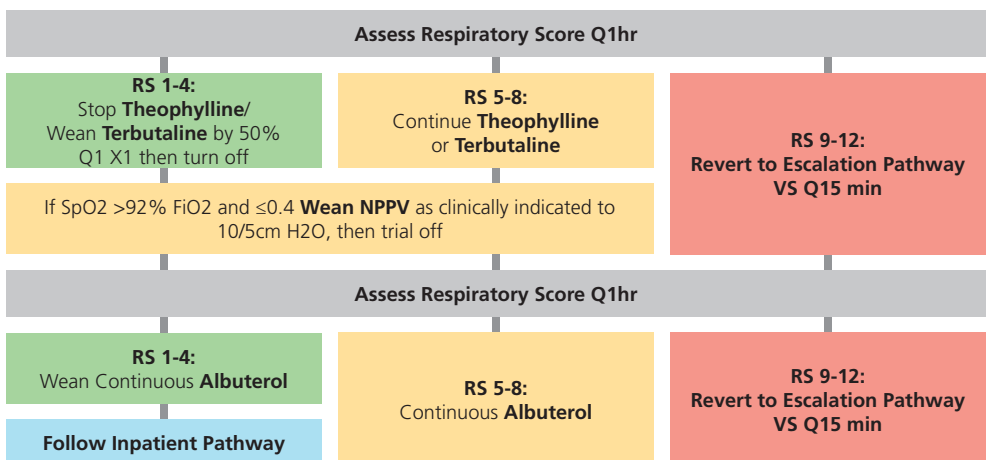 Assess Respiratory Score Q1hr
RS 1-4:
Stop Theophylline/
Wean Terbutaline by 50%
Q1 X1 then turn off
RS 5-8:
Continue Theophylline
or Terbutaline
RS 9-12:
Revert to Escalation Pathway
VS Q15 min
If SpO2 >92% FiO2 and ≤0.4 Wean NPPV as clinically indicated to
10/5cm H2O, then trial off
Assess Respiratory Score Q1hr
RS 1-4:
Wean Continuous Albuterol
RS 5-8:
Continuous Albuterol
RS 9-12:
Revert to Escalation Pathway
VS Q15 min
Follow Inpatient Pathway